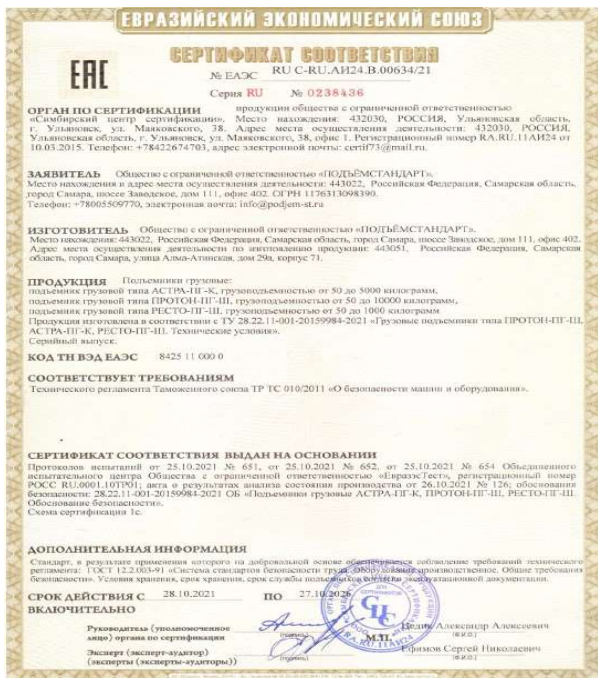 ЕВРАЗИЙСКИЙ ЭКОНОМИЧЕСКИЙ СОЮЗ
СЕРТИФИКАТ СООТВЕТСТВИЯ
ЕАС
№ ЕАЭС RU С-RU.АИ24.В.00634/21
Серия RU № 0238436
ОРГАН ПО СЕРТИФИКАЦИИ продукции общества с ограниченной ответственностью
«Симбирский центр сертификации». Место нахождения: 432030, РОССИЯ, Ульяновская область,
г. Ульяновск, ул. Маяковского, 38. Адрес места осуществления деятельности: 432030, РОССИЯ,
Ульяновская область, г. Ульяновск, ул. Маяковского, 38, офис 1. Регистрационный номер RA.RU.11АИ24 от
10.03.2015. Телефон: +78422674703, адрес электронной почты: certif73@mail.ru.
ЗАЯВИТЕЛЬ Общество с ограниченной ответственностью «ПОДЪЁМСТАНДАРТ».
Место нахождения и адрес места осуществления деятельности: 443022, Российская Федерация, Самарская область,
город Самара, шоссе Заводское, дом 111, офис 402. ОГРН 1176313098390.
Телефон: +78005509770, электронная почта: info@podjem-st.ru
ИЗГОТОВИТЕЛЬ Общество с ограниченной ответственностью «ПОДЪЁМСТАНДАРТ».
Место нахождения: 443022, Российская Федерация, Самарская область, город Самара, шоссе Заводское, дом 111, офис 402.
Адрес места осуществления деятельности по изготовлению продукции: 443051, Российская Федерация, Самарская
область, город Самара, улица Алма-Атинская, дом 29а, корпус 71.
ПРОДУКЦИЯ Подъемники грузовые:
подъемник грузовой типа АСТРА-ПГ-К, грузоподъемностью от 50 до 5000 килограмм,
подъемник грузовой типа ПРОТОН-ПГ-Ш, грузоподъемностью от 50 до 10000 килограмм,
подъемник грузовой типа РЕСТО-ПГ-Ш, грузоподъемностью от 50 до 1000 килограмм
Продукция изготовлена в соответствии с ТУ 28.22.11-001-20159984-2021 «Грузовые подъемники типа ПРОТОН-ПГ-Ш,
АСТРА-ПГ-К, РЕСТО-ПГ-Ш. Технические условия».
Серийный выпуск.
КОД ТН ВЭД ЕАЭС 8425 11 000 0
СООТВЕТСТВУЕТ ТРЕБОВАНИЯМ
Технического регламента Таможенного союза ТР ТС 010/2011 «О безопасности машин и оборудования».
СЕРТИФИКАТ СООТВЕТСТВИЯ ВЫДАН НА ОСНОВАНИИ
Протоколов испытаний от 25.10.2021 № 651, от 25.10.2021 № 652, от 25.10.2021 № 654 Объединенного
испытательного центра Общества с ограниченной ответственностью «ЕвразэсТест», регистрационный номер
РОСС RU.0001.10ТР01; акта о результатах анализа состояния производства от 26.10.2021 № 126; обоснования
безопасности: 28.22.11-001-20159984-2021 ОБ «Подъемники грузовые АСТРА-ПГ-К, ПРОТОН-ПГ-Ш, РЕСТО-ПГ-Ш.
Обоснование безопасности».
Схема сертификации 1с.
ДОПОЛНИТЕЛЬНАЯ ИНФОРМАЦИЯ
Стандарт, в результате применения которого на добровольной основе обеспечивается соблюдение требований технического
регламента: ГОСТ 12.2.003-91 «Система стандартов безопасности труда. Оборудование производственное. Общие требования
безопасности». Условия хранения, срок хранения, срок службы подъемников согласно эксплуатационной документации.
СРОК ДЕЙСТВИЯ С 28.10.2021 ПО 27.10.2026
ВКЛЮЧИТЕЛЬНО
Руководитель (уполномоченное
лицо) органа по сертификации (подпись) М.П. Александр Алексеевич (Ф.И.О.)
Эксперт (эксперт-аудитор)
(эксперты (эксперты-аудиторы)) (подпись) Ефимов Сергей Николаевич (Ф.И.О.)
RA.RU.11АИ24